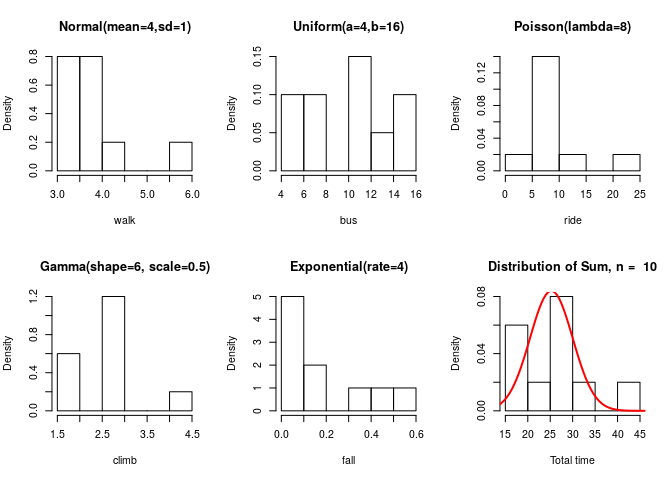 Normal(mean=4,sd=1)
Density
0.0 0.2 0.4 0.6 0.8
3.0 4.0 5.0 6.0
walk
Uniform(a=4,b=16)
Density
0.00 0.05 0.10 0.15
4 6 8 10 12 14 16
bus
Poisson(lambda=8)
Density
0.00 0.04 0.08 0.12
0 5 10 15 20 25
ride
Gamma(shape=6, scale=0.5)
Density
0.0 0.4 0.8 1.2
1.5 2.5 3.5 4.5
climb
Exponential(rate=4)
Density
0 1 2 3 4 5
0.0 0.2 0.4 0.6
fall
Distribution of Sum, n = 10
Density
0.00 0.04 0.08
15 20 25 30 35 40 45
Total time